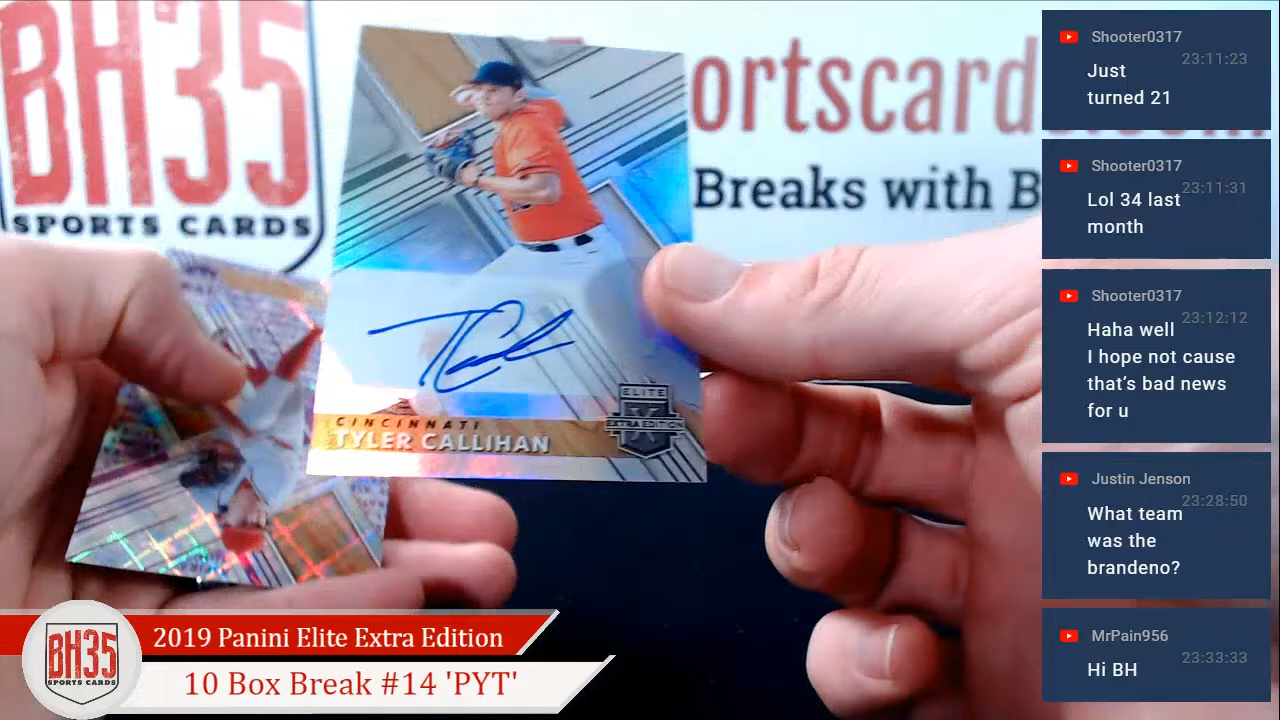 BH35
SPORTS CARDS
ortscard
Breaks with B
CINCINNATI
TYLER CALLIHAN
ELITE
EXTRA EDITION
BH35
SPORTS CARDS
2019 Panini Elite Extra Edition
10 Box Break #14 'PYT'
Shooter0317
23:11:23
Just
turned 21
Shooter0317
23:11:31
Lol 34 last
month
Shooter0317
23:12:12
Haha well
I hope not cause
that's bad news
for u
Justin Jenson
23:28:50
What team
was the
brandeno?
MrPain956
23:33:33
Hi BH